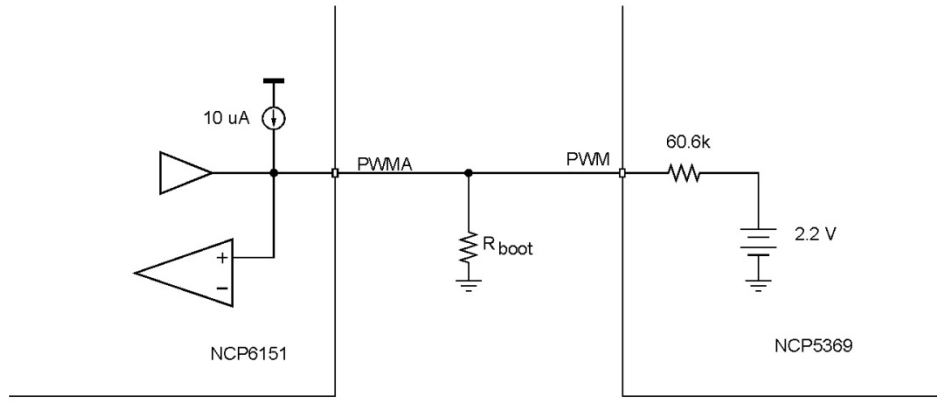 10 uA
60.6k
PWMA
PWM
+
-
R boot
2.2 V
NCP6151
NCP5369